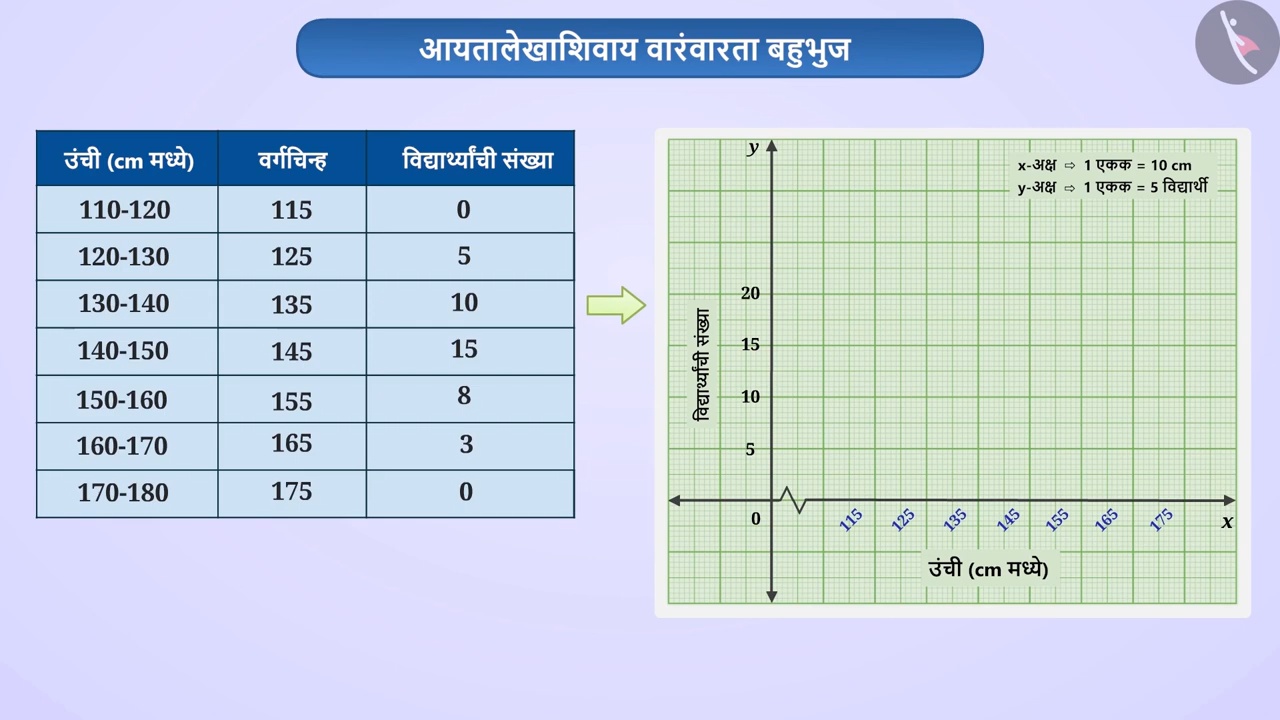 आयतालेखाशिवाय वारंवारता बहुभुज
उंची (cm मध्ये) वर्गचिन्ह विद्यार्थ्यांची संख्या
110-120 115 0
120-130 125 5
130-140 135 10
140-150 145 15
150-160 155 8
160-170 165 3
170-180 175 0
y
x-अक्ष ⇨ 1 एकक = 10 cm
y-अक्ष ⇨ 1 एकक = 5 विद्यार्थी
विद्यार्थ्यांची संख्या
20
15
10
5
0
115 125 135 145 155 165 175
x
उंची (cm मध्ये)